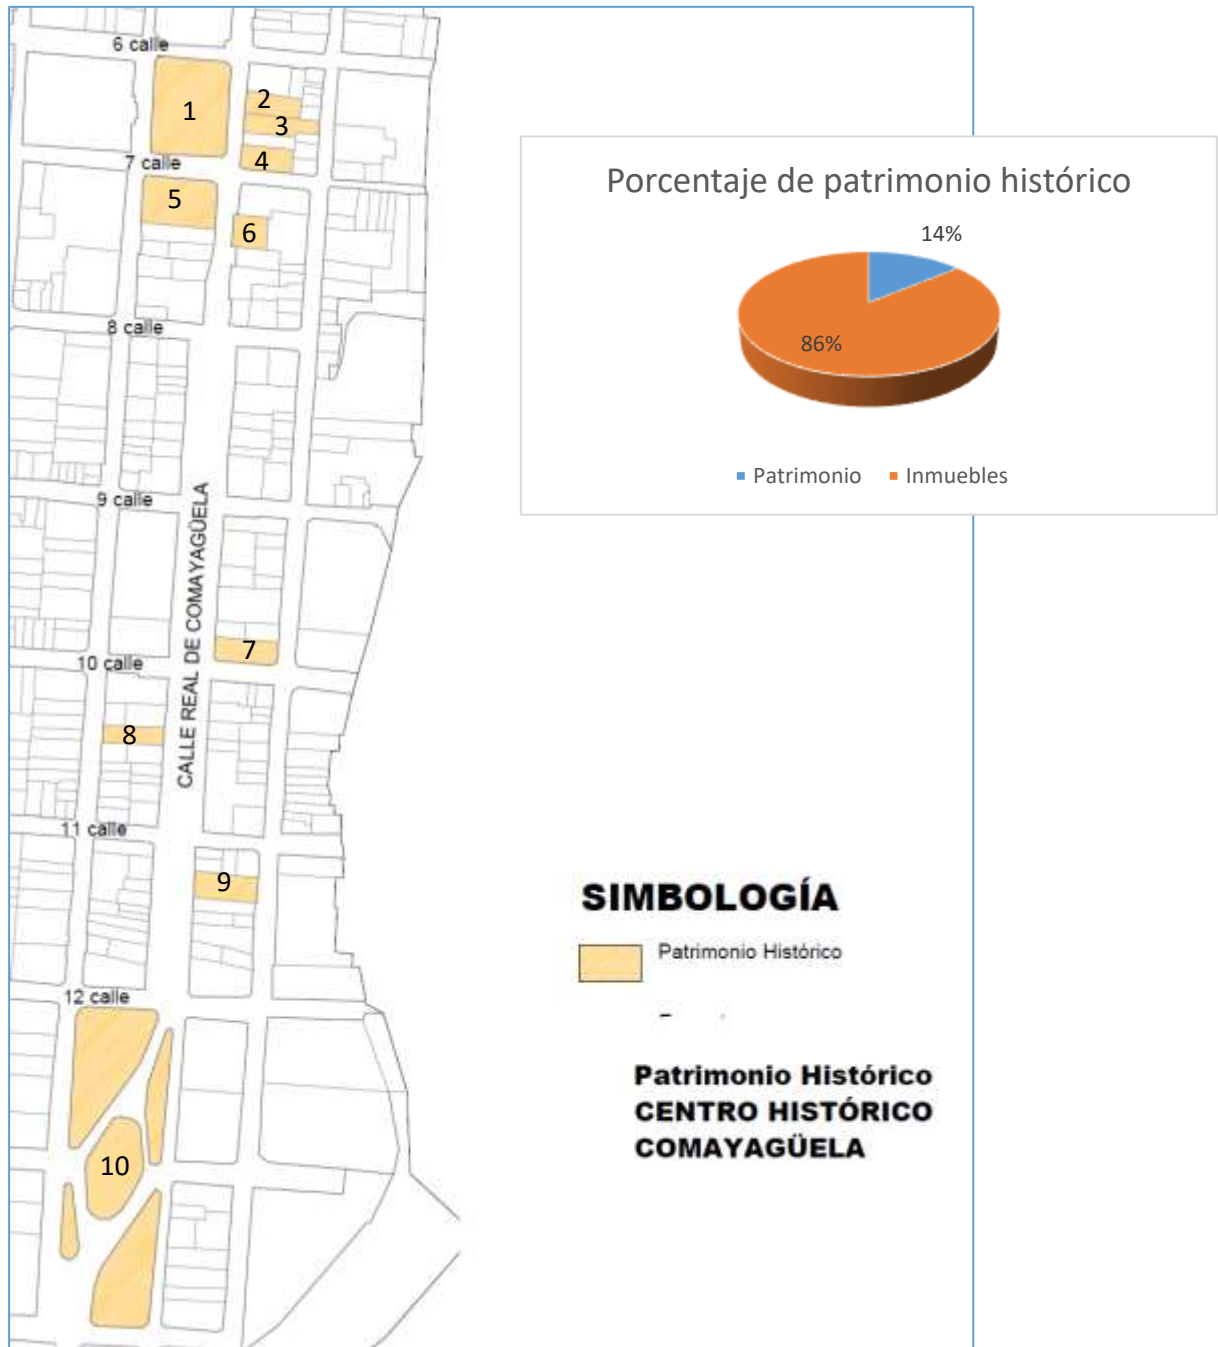 6 calle
1
2
3
4
7 calle
5
6
8 calle
9 calle
CALLE REAL DE COMAYAGÜELA
7
10 calle
8
11 calle
9
12 calle
10
Porcentaje de patrimonio histórico
14%
86%
Patrimonio Inmuebles
SIMBOLOGÍA
Patrimonio Histórico
Patrimonio Histórico
CENTRO HISTÓRICO
COMAYAGÜELA